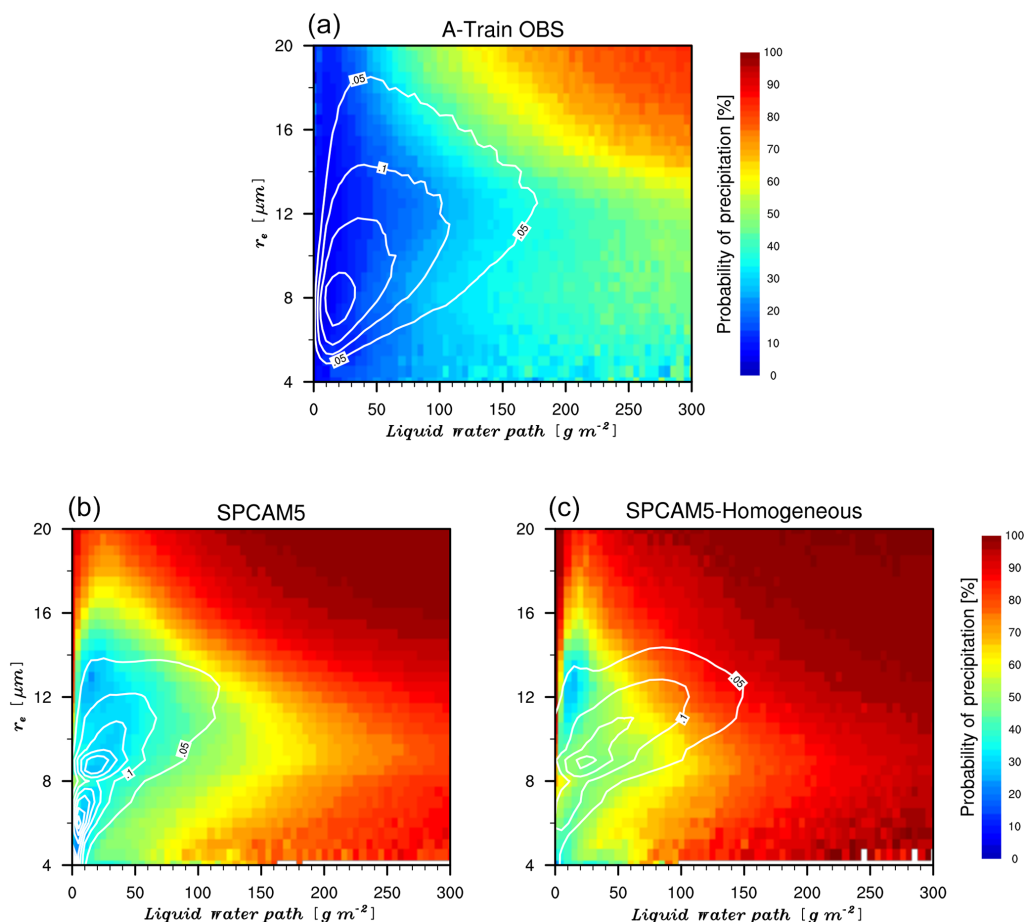 (a)
A-Train OBS
20
16
12
8
4
r_e [μm]
.05
.1
.05
.05
0 50 100 150 200 250 300
Liquid water path [g m⁻²]
100
90
80
70
60
50
40
30
20
10
0
Probability of precipitation [%]
(b)
SPCAM5
20
16
12
8
4
r_e [μm]
.05
.1
0 50 100 150 200 250 300
Liquid water path [g m⁻²]
(c)
SPCAM5-Homogeneous
20
16
12
8
4
.05
.1
0 50 100 150 200 250 300
Liquid water path [g m⁻²]
100
90
80
70
60
50
40
30
20
10
0
Probability of precipitation [%]